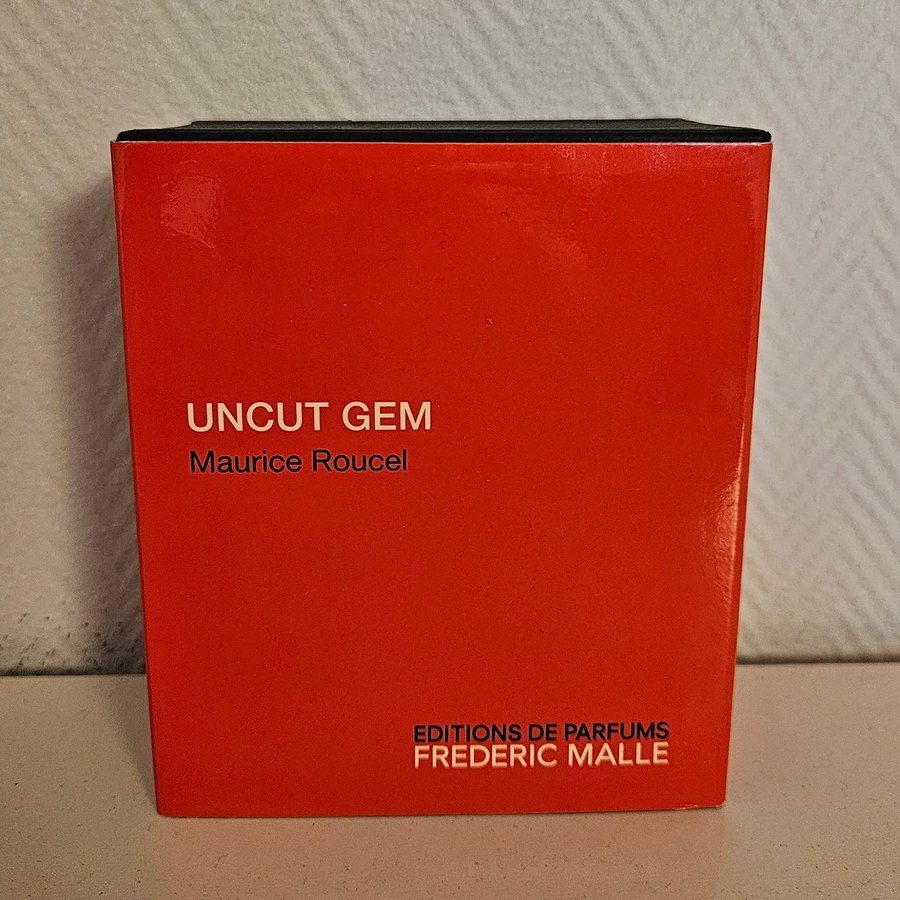 UNCUT GEM
Maurice Roucel
EDITIONS DE PARFUMS
FREDERIC MALLE